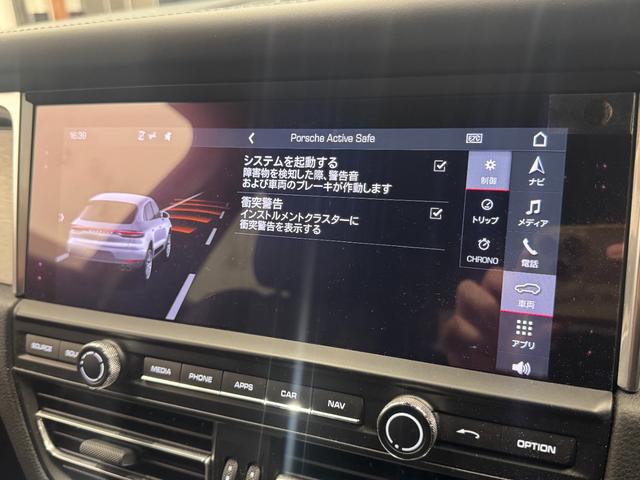 16:39
Porsche Active Safe
システムを起動する
障害物を検知した際、警告音
および車両のブレーキが作動します
衝突警告
インストルメントクラスターに
衝突警告を表示する
制御
ナビ
トリップ
メディア
CHRONO
電話
車両
アプリ
SOURCE
MEDIA
PHONE
APPS
CAR
NAV
OPTION